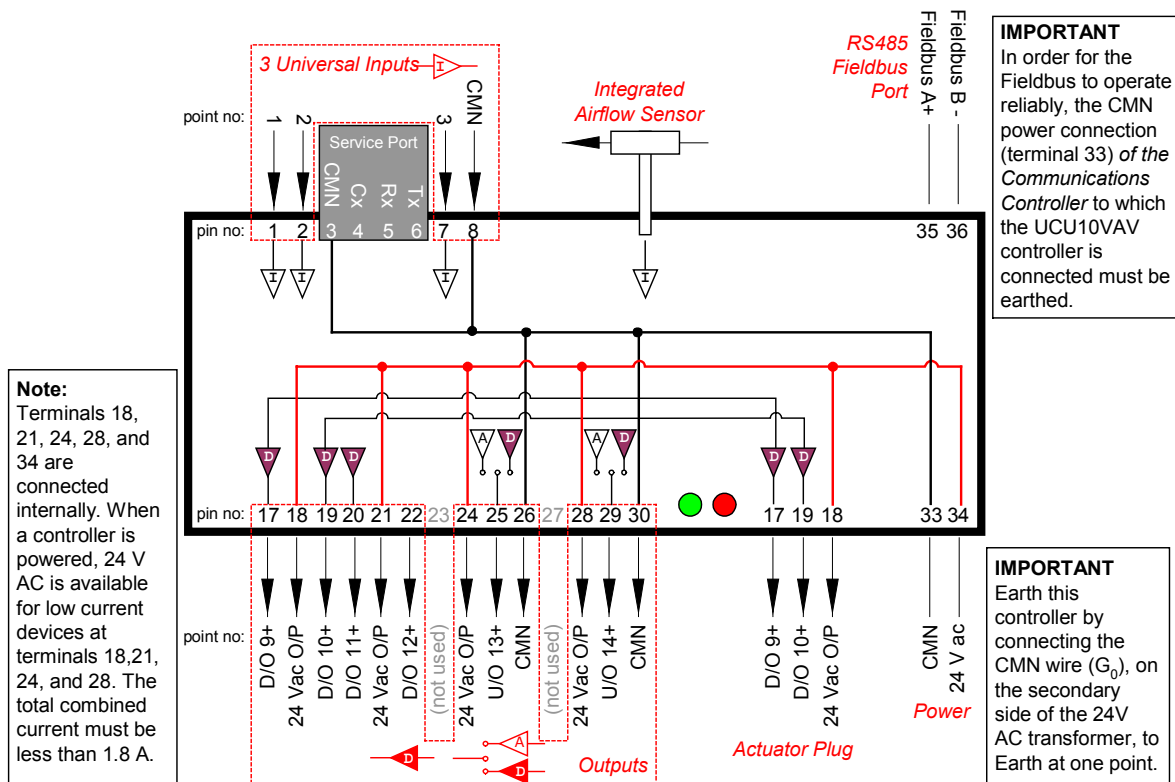 3 Universal Inputs
I
point no:
1
2
3
CMN
Service Port
CMN
Cx
Rx
Tx
pin no:
1
2
3
4
5
6
7
8
I
I
I
Integrated
Airflow Sensor
I
RS485
Fieldbus
Port
Fieldbus A+
Fieldbus B -
35
36
IMPORTANT
In order for the
Fieldbus to operate
reliably, the CMN
power connection
(terminal 33) of the
Communications
Controller to which
the UCU10VAV
controller is
connected must be
earthed.
Note:
Terminals 18,
21, 24, 28, and
34 are
connected
internally. When
a controller is
powered, 24 V
AC is available
for low current
devices at
terminals 18,21,
24, and 28. The
total combined
current must be
less than 1.8 A.
D
D
D
A
D
A
D
D
D
pin no:
17
18
19
20
21
22
23
24
25
26
27
28
29
30
17
19
18
33
34
point no:
D/O 9+
24 Vac O/P
D/O 10+
D/O 11+
24 Vac O/P
D/O 12+
(not used)
24 Vac O/P
U/O 13+
CMN
(not used)
24 Vac O/P
U/O 14+
CMN
D/O 9+
D/O 10+
24 Vac O/P
CMN
24 V ac
Power
Actuator Plug
D
A
D
Outputs
IMPORTANT
Earth this
controller by
connecting the
CMN wire (G0), on
the secondary
side of the 24V
AC transformer, to
Earth at one point.